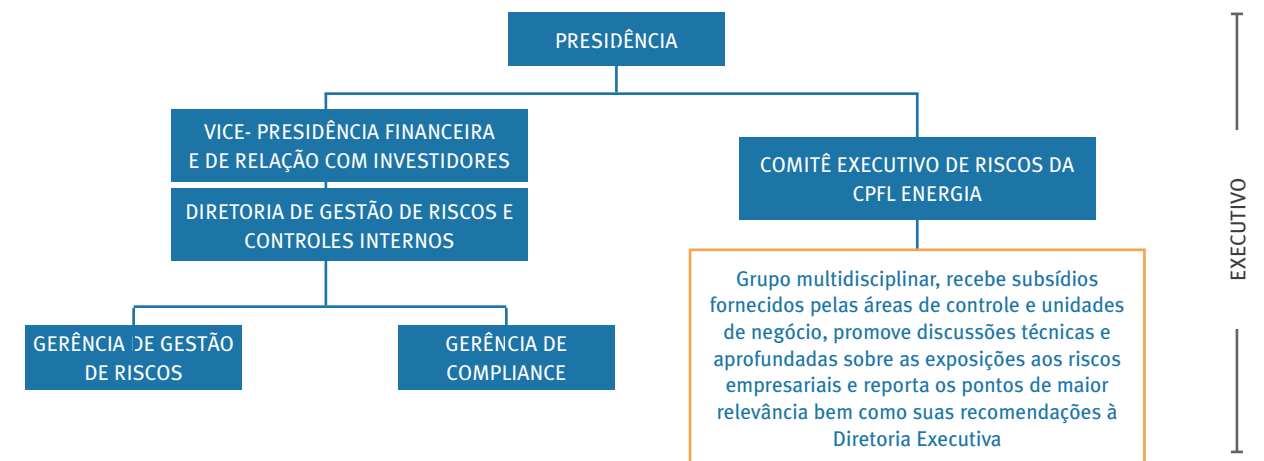 PRESIDÊNCIA
VICE- PRESIDÊNCIA FINANCEIRA
E DE RELAÇÃO COM INVESTIDORES
DIRETORIA DE GESTÃO DE RISCOS E
CONTROLES INTERNOS
GERÊNCIA DE GESTÃO
DE RISCOS
GERÊNCIA DE
COMPLIANCE
COMITÊ EXECUTIVO DE RISCOS DA
CPFL ENERGIA
Grupo multidisciplinar, recebe subsídios
fornecidos pelas áreas de controle e unidades
de negócio, promove discussões técnicas e
aprofundadas sobre as exposições aos riscos
empresariais e reporta os pontos de maior
relevância bem como suas recomendações à
Diretoria Executiva
EXECUTIVO